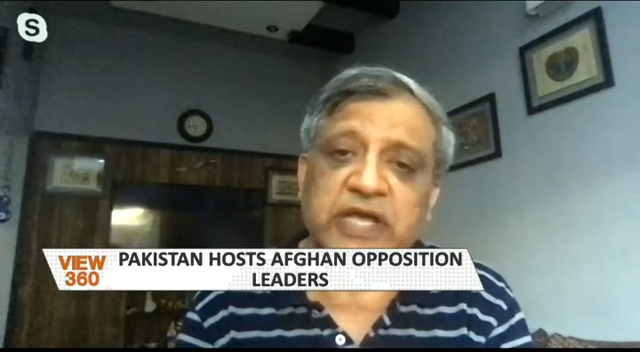 S
VIEW
360
PAKISTAN HOSTS AFGHAN OPPOSITION
LEADERS